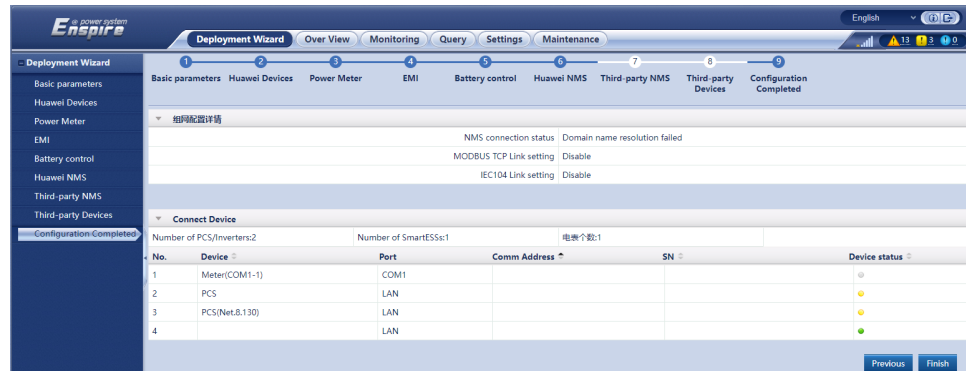 Enspire e power system
English
Deployment Wizard Over View Monitoring Query Settings Maintenance
13 3 0
Deployment Wizard
Basic parameters
Huawei Devices
Power Meter
EMI
Battery control
Huawei NMS
Third-party NMS
Third-party Devices
Configuration Completed
1 2 3 4 5 6 7 8 9
Basic parameters Huawei Devices Power Meter EMI Battery control Huawei NMS Third-party NMS Third-party Devices Configuration Completed
组网配置详情
NMS connection status Domain name resolution failed
MODBUS TCP Link setting Disable
IEC104 Link setting Disable
Connect Device
Number of PCS/Inverters:2 Number of SmartESSs:1 电表个数:1
No. Device Port Comm Address SN Device status
1 Meter(COM1-1) COM1
2 PCS LAN
3 PCS(Net.8.130) LAN
4 LAN
Previous Finish